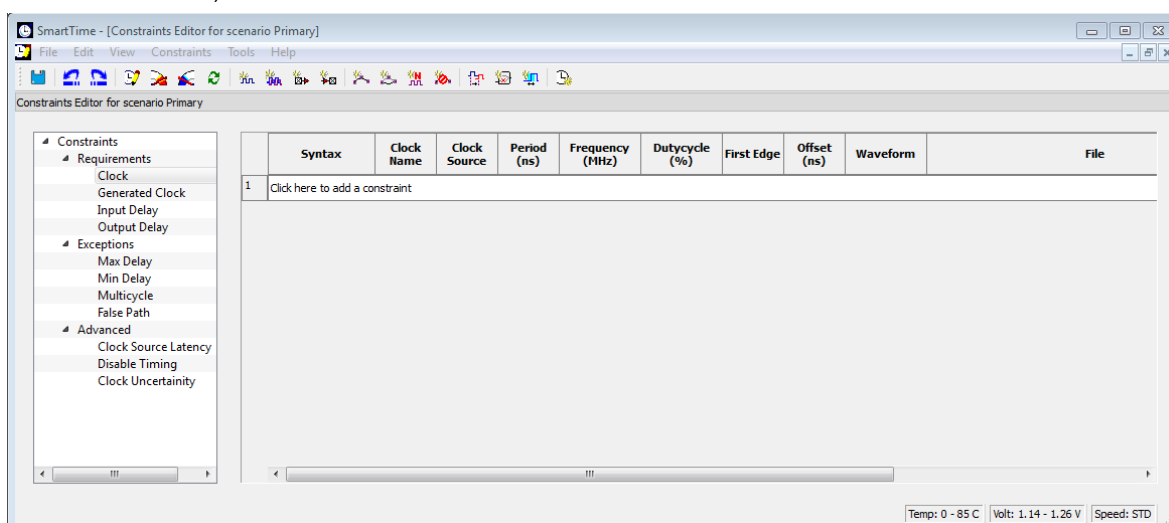 SmartTime - [Constraints Editor for scenario Primary]
File Edit View Constraints Tools Help
Constraints Editor for scenario Primary
Constraints
Requirements
Clock
Generated Clock
Input Delay
Output Delay
Exceptions
Max Delay
Min Delay
Multicycle
False Path
Advanced
Clock Source Latency
Disable Timing
Clock Uncertainity
Syntax Clock Name Clock Source Period (ns) Frequency (MHz) Dutycycle (%) First Edge Offset (ns) Waveform File
1 Click here to add a constraint
Temp: 0 - 85 C Volt: 1.14 - 1.26 V Speed: STD